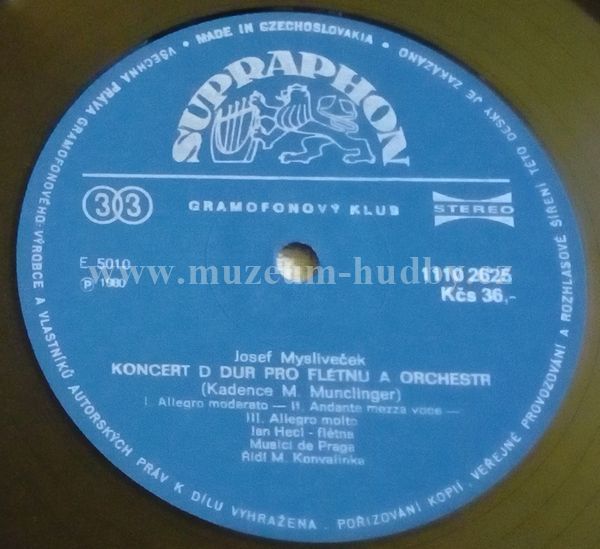 MADE IN CZECHOSLOVAKIA •
SUPRAPHON
33
GRAMOFONOVÝ KLUB
STEREO
E 5010
Ⓟ 1980
1110 2625
Kčs 36,-
www.muzeum-hudby
Josef Mysliveček
KONCERT D DUR PRO FLÉTNU A ORCHESTR
(Kadence M. Munclinger)
I. Allegro moderato — II. Andante mezza voce —
III. Allegro molto
Jan Hecl - flétna
Musici de Praga
Řídí M. Konvalinka
VŠECHNA PRÁVA GRAMOFONOVÉHO VÝROBCE A VLASTNÍKŮ AUTORSKÝCH PRÁV K DÍLU VYHRAŽENA . POŘIZOVÁNÍ KOPIÍ . VEŘEJNÉ PROVOZOVÁNÍ A ROZHLASOVÉ ŠÍŘENÍ TÉTO DESKY JE ZAKÁZÁNO •